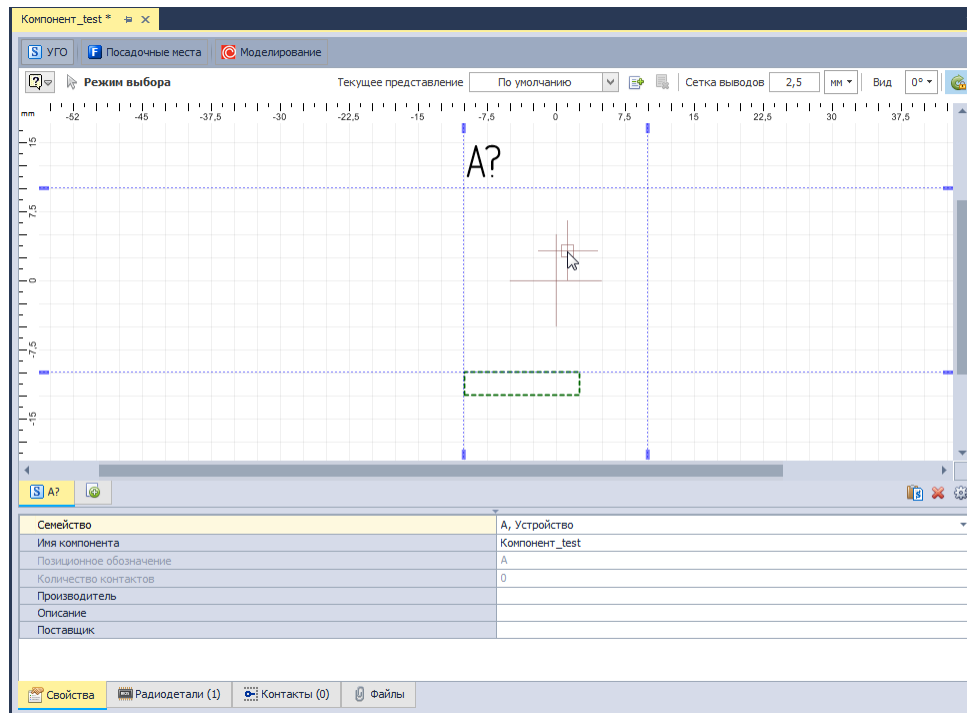 Компонент_test *
S УГО F Посадочные места Моделирование
? Режим выбора Текущее представление По умолчанию Сетка выводов 2,5 мм Вид 0°
mm -52 -45 -37,5 -30 -22,5 -15 -7,5 0 7,5 15 22,5 30 37,5
15
A?
7,5
0
-7,5
-15
S A?
Семейство A, Устройство
Имя компонента Компонент_test
Позиционное обозначение A
Количество контактов 0
Производитель
Описание
Поставщик
Свойства Радиодетали (1) Контакты (0) Файлы